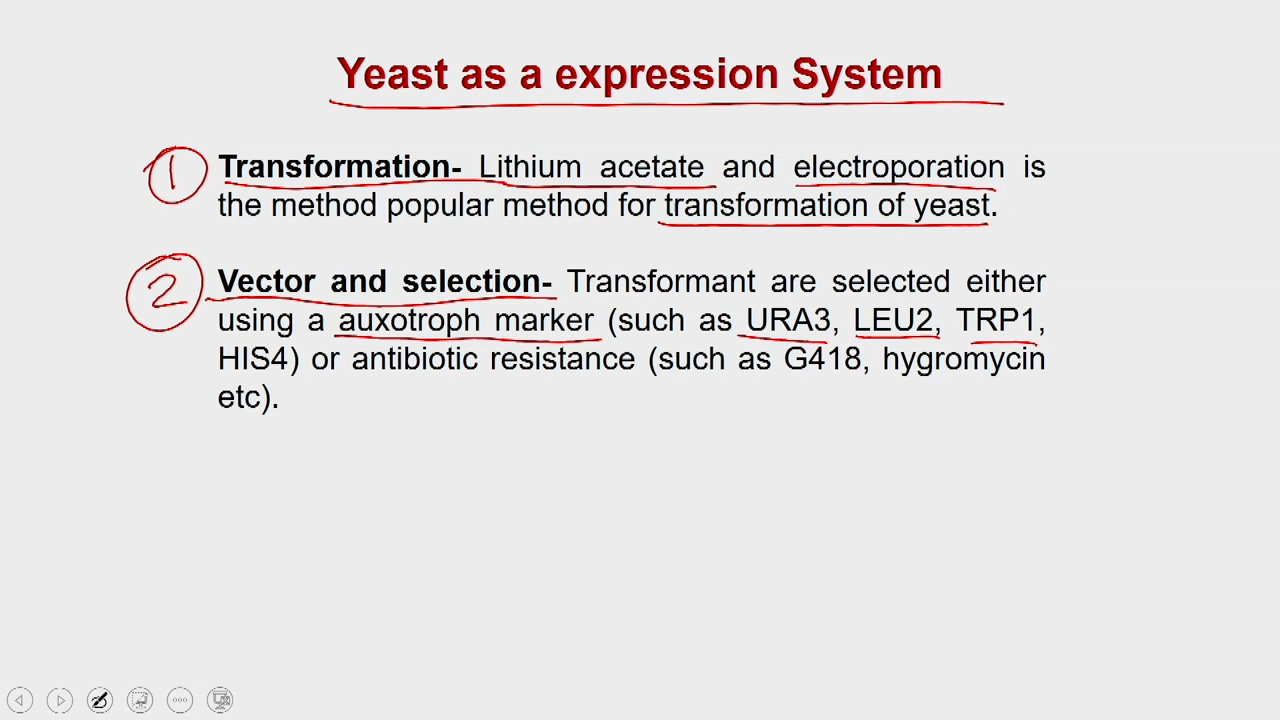 Yeast as a expression System
1 Transformation- Lithium acetate and electroporation is
the method popular method for transformation of yeast.
2 Vector and selection- Transformant are selected either
using a auxotroph marker (such as URA3, LEU2, TRP1,
HIS4) or antibiotic resistance (such as G418, hygromycin
etc).